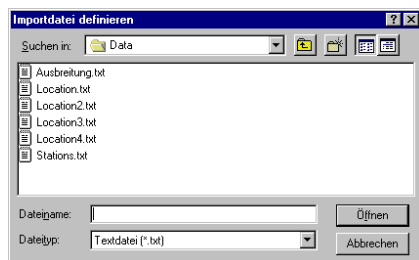 Importdatei definieren
Suchen in: Data
Ausbreitung.txt
Location.txt
Location2.txt
Location3.txt
Location4.txt
Stations.txt
Dateiname:
Öffnen
Dateityp: Textdatei (*.txt)
Abbrechen